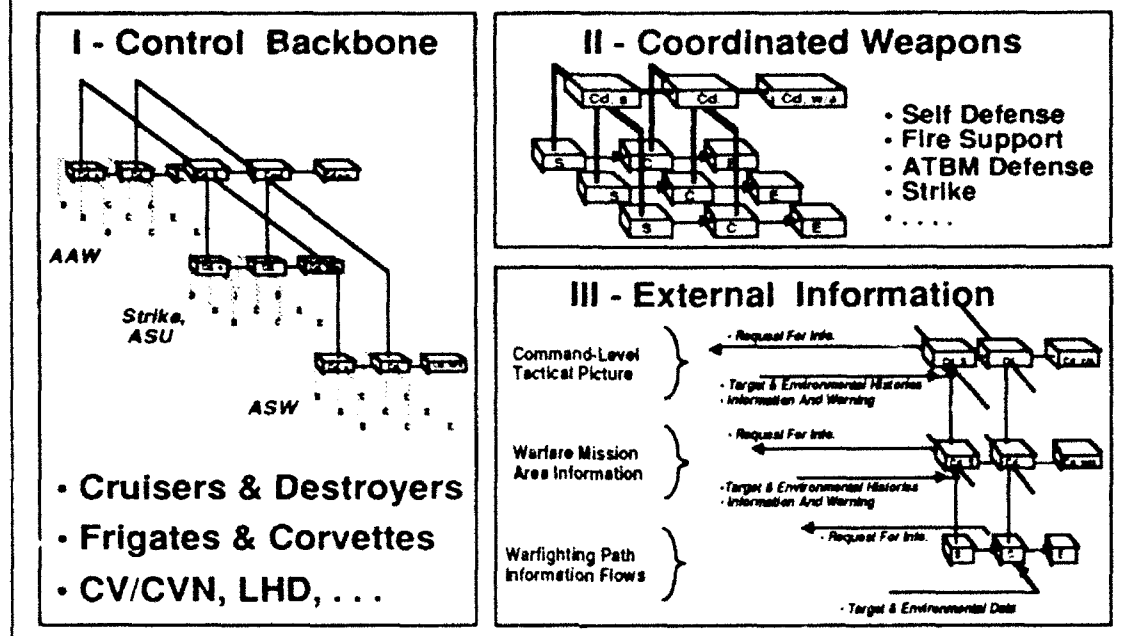 I - Control Backbone
AAW
Strike,
ASU
ASW
• Cruisers & Destroyers
• Frigates & Corvettes
• CV/CVN, LHD, . . .
II - Coordinated Weapons
Cd, s
Cd
Cd, w,a
S
C
E
S
C
E
S
C
E
• Self Defense
• Fire Support
• ATBM Defense
• Strike
• . . . .
III - External Information
Command-Level
Tactical Picture
- Request For Info.
- Target & Environmental Histories
- Information And Warning
Warfare Mission
Area Information
- Request For Info.
- Target & Environmental Histories
- Information And Warning
Warfighting Path
Information Flows
- Request For Info.
- Target & Environmental Data